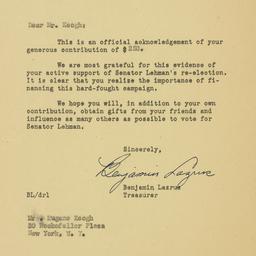 Dear Mr. Keogh:
This is an official acknowledgement of your
generous contribution of $
We are most grateful for this evidence of
your active support of Senator Lehman's re-election.
It is clear that you realize the importance of fi-
nancing this hard-fought campaign.
We hope you will, in addition to your own
contribution, obtain gifts from your friends and
influence as many others as possible to vote for
Senator Lehman.
Sincerely,
Benjamin Lazrus
Benjamin Lazrus
Treasurer
BL/drl
Keogh
30 Rockefeller Plaza
New York, N. Y.